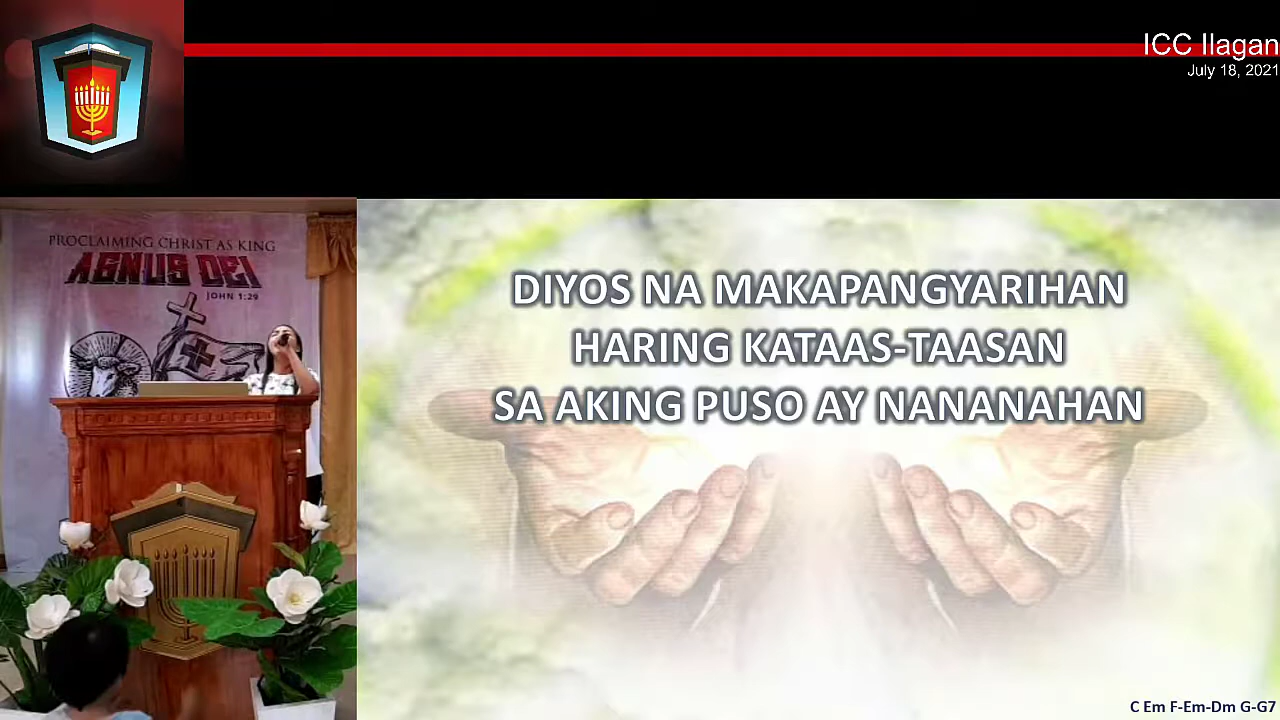 ICC Ilagan
July 18, 2021
PROCLAIMING CHRIST AS KING
AGNUS DEI
JOHN 1:29
DIYOS NA MAKAPANGYARIHAN
HARING KATAAS-TAASAN
SA AKING PUSO AY NANANAHAN
C Em F-Em-Dm G-G7